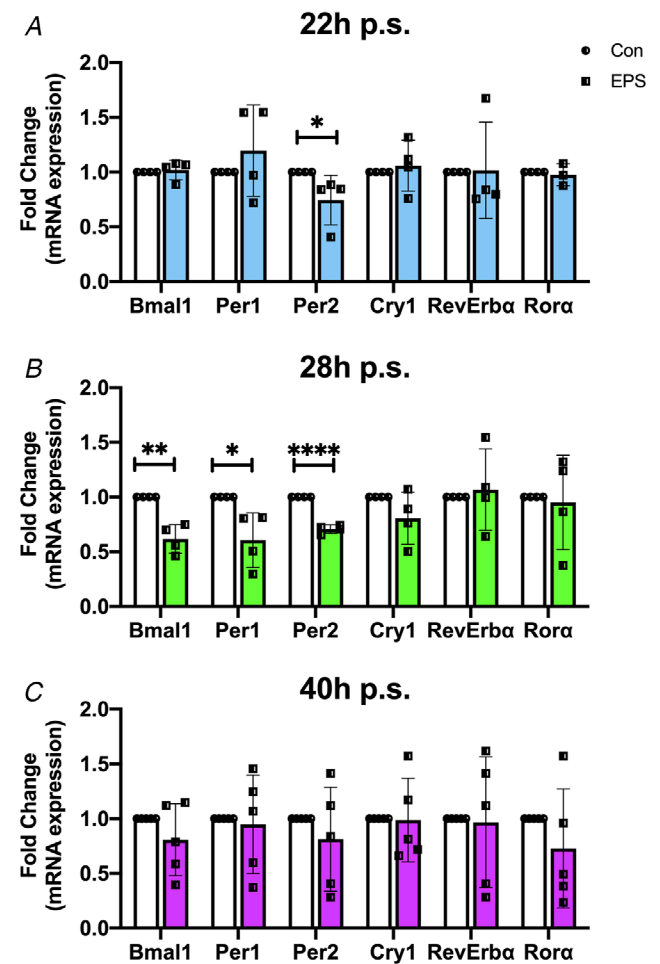 A
22h p.s.
Con
EPS
Fold Change
(mRNA expression)
2.0
1.5
1.0
0.5
0.0
*
Bmal1 Per1 Per2 Cry1 RevErbα Rorα
B
28h p.s.
Fold Change
(mRNA expression)
2.0
1.5
1.0
0.5
0.0
** * ****
Bmal1 Per1 Per2 Cry1 RevErbα Rorα
C
40h p.s.
Fold Change
(mRNA expression)
2.0
1.5
1.0
0.5
0.0
Bmal1 Per1 Per2 Cry1 RevErbα Rorα